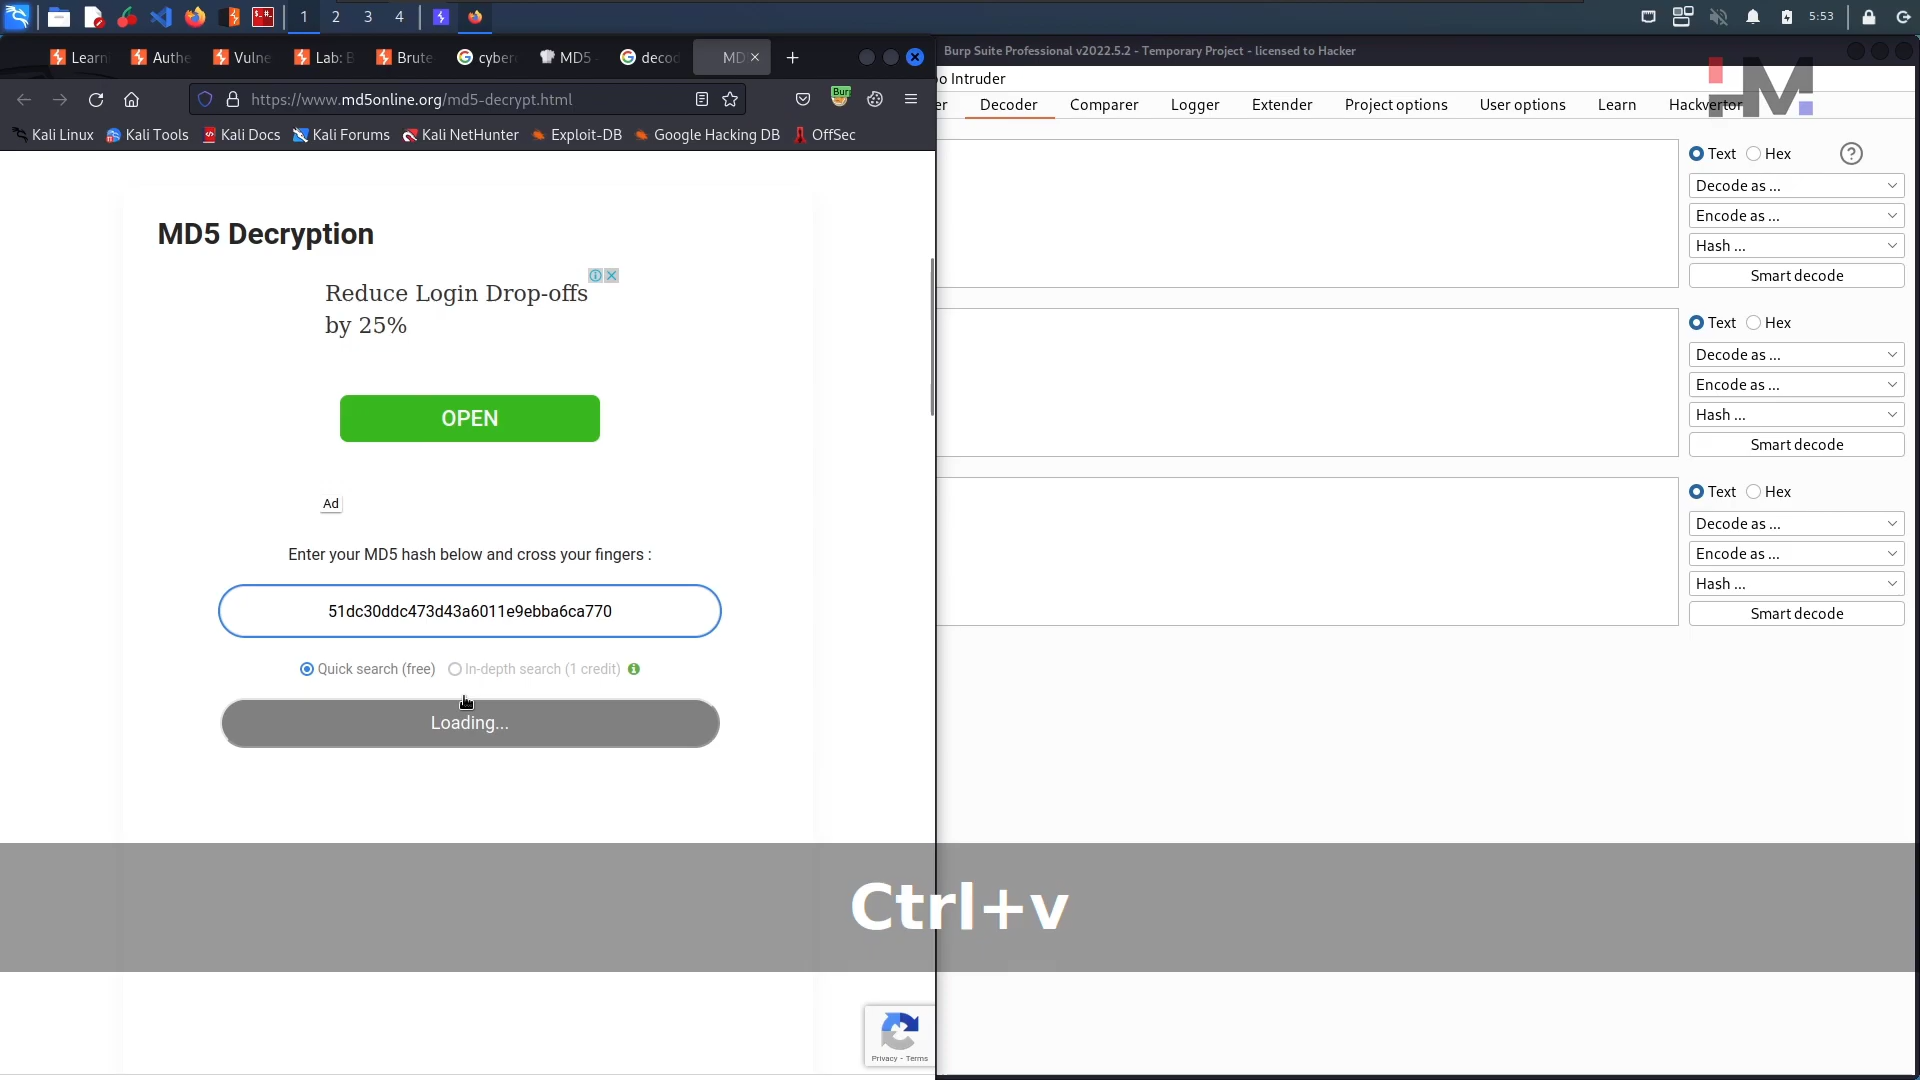 1
2
3
4
5:53
Learn
Authe
Vulne
Lab: B
Brute
cyber
MD5
decod
MD
https://www.md5online.org/md5-decrypt.html
Burp
Kali Linux
Kali Tools
Kali Docs
Kali Forums
Kali NetHunter
Exploit-DB
Google Hacking DB
OffSec
MD5 Decryption
Reduce Login Drop-offs
by 25%
OPEN
Ad
Enter your MD5 hash below and cross your fingers :
51dc30ddc473d43a6011e9ebba6ca770
Quick search (free)
In-depth search (1 credit)
Loading...
Privacy - Terms
Burp Suite Professional v2022.5.2 - Temporary Project - licensed to Hacker
o Intruder
er
Decoder
Comparer
Logger
Extender
Project options
User options
Learn
Hackvertor
HM
Text
Hex
Decode as ...
Encode as ...
Hash ...
Smart decode
Text
Hex
Decode as ...
Encode as ...
Hash ...
Smart decode
Text
Hex
Decode as ...
Encode as ...
Hash ...
Smart decode
Ctrl+v